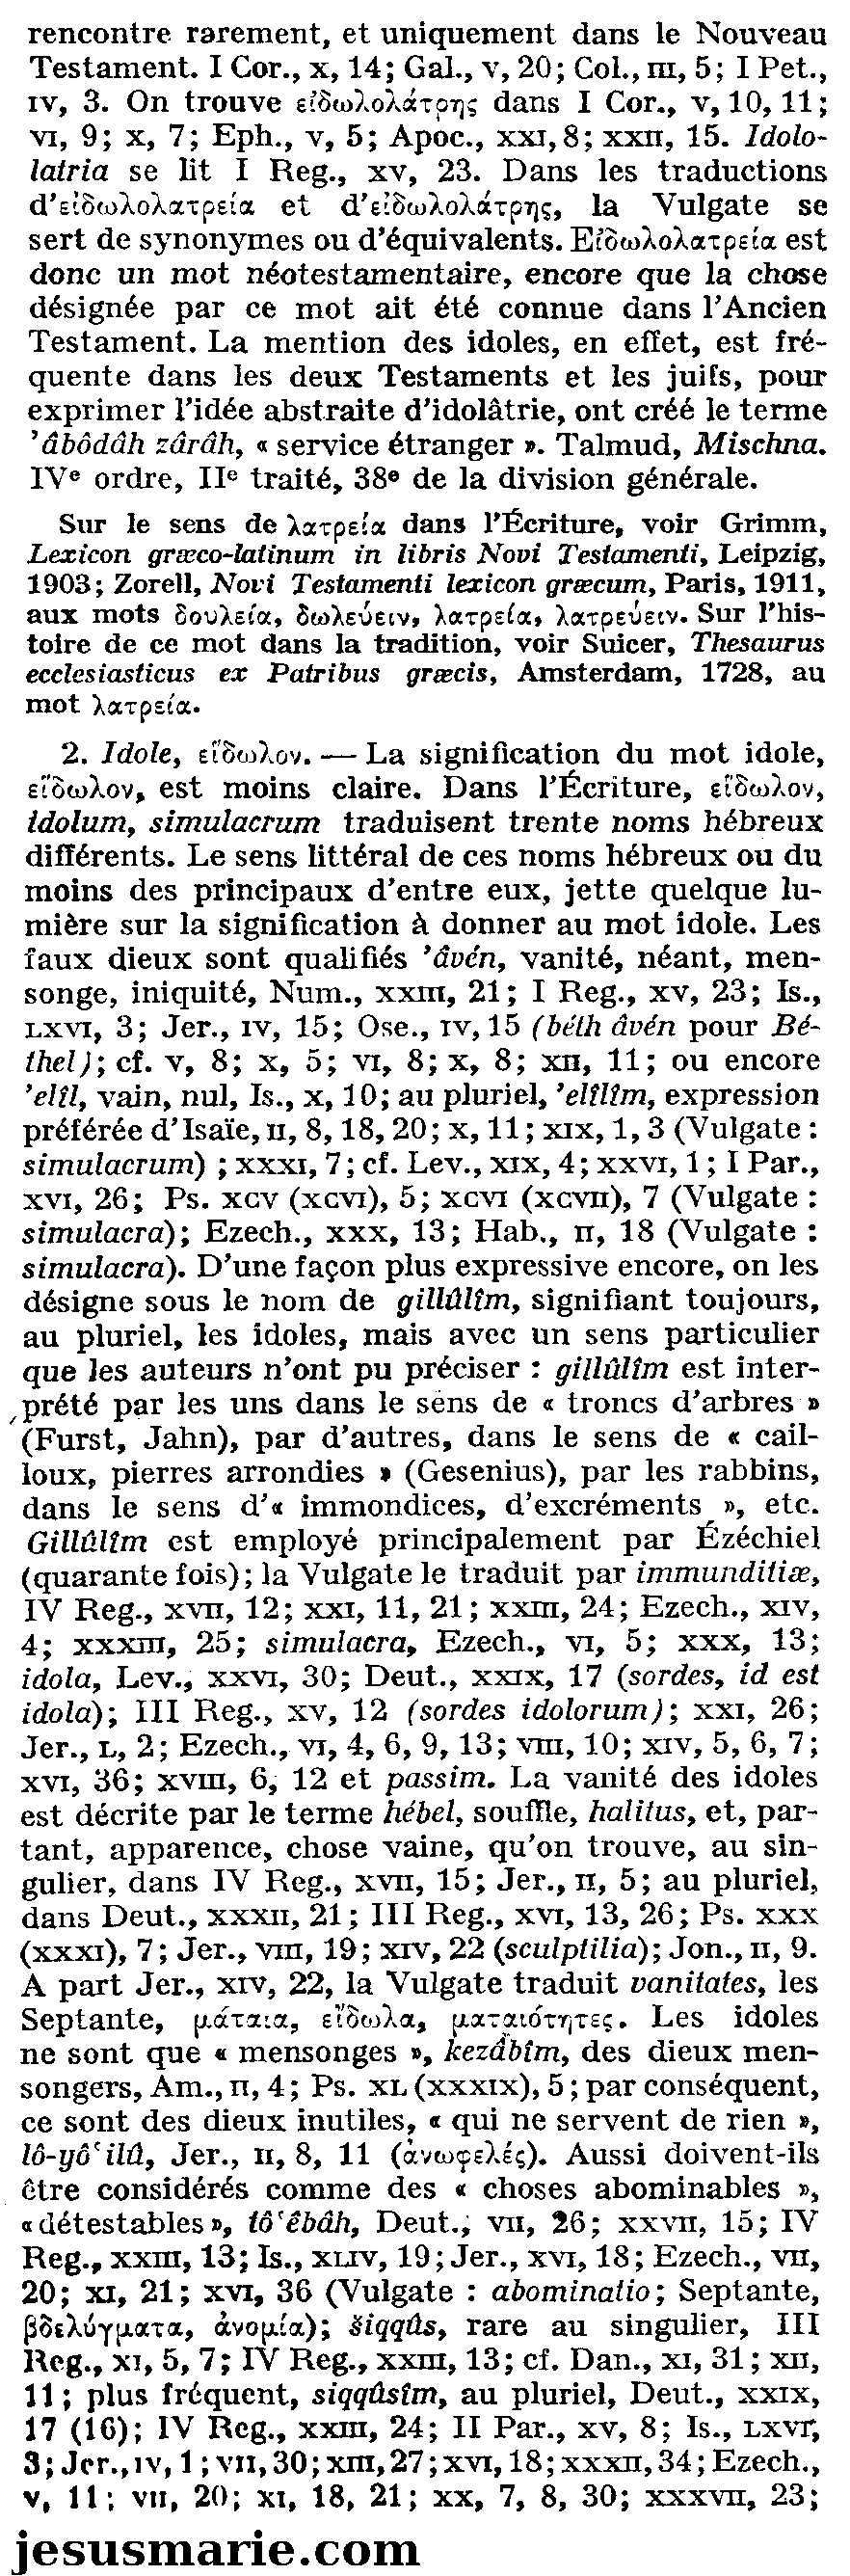 rencontre rarement, et uniquement dans le Nouveau
Testament. I Cor., x, 14; Gal., v, 20; Col., III, 5; I Pet.,
IV, 3. On trouve εἰδωλολάτρης dans I Cor., v, 10, 11;
VI, 9; x, 7; Eph., v, 5; Apoc., XXI, 8; XXII, 15. Idolo-
latria se lit I Reg., xv, 23. Dans les traductions
d'εἰδωλολατρεία et d'εἰδωλολάτρης, la Vulgate se
sert de synonymes ou d'équivalents. Εἰδωλολατρεία est
donc un mot néotestamentaire, encore que la chose
désignée par ce mot ait été connue dans l'Ancien
Testament. La mention des idoles, en effet, est fré-
quente dans les deux Testaments et les juifs, pour
exprimer l'idée abstraite d'idolâtrie, ont créé le terme
'âbôdâh zârâh, « service étranger ». Talmud, Mischna.
IVe ordre, IIe traité, 38e de la division générale.
Sur le sens de λατρεία dans l'Écriture, voir Grimm,
Lexicon græco-latinum in libris Novi Testamenti, Leipzig,
1903; Zorell, Novi Testamenti lexicon græcum, Paris, 1911,
aux mots δουλεία, δωλεύειν, λατρεία, λατρεύειν. Sur l'his-
toire de ce mot dans la tradition, voir Suicer, Thesaurus
ecclesiasticus ex Patribus græcis, Amsterdam, 1728, au
mot λατρεία.
2. Idole, εἴδωλον. — La signification du mot idole,
εἴδωλον, est moins claire. Dans l'Écriture, εἴδωλον,
idolum, simulacrum traduisent trente noms hébreux
différents. Le sens littéral de ces noms hébreux ou du
moins des principaux d'entre eux, jette quelque lu-
mière sur la signification à donner au mot idole. Les
faux dieux sont qualifiés 'âvén, vanité, néant, men-
songe, iniquité, Num., XXIII, 21; I Reg., xv, 23; Is.,
LXVI, 3; Jer., IV, 15; Ose., IV, 15 (béth âvén pour Bé-
thel); cf. v, 8; x, 5; VI, 8; x, 8; XII, 11; ou encore
'elîl, vain, nul, Is., x, 10; au pluriel, 'elîlîm, expression
préférée d'Isaïe, II, 8, 18, 20; x, 11; XIX, 1, 3 (Vulgate :
simulacrum) ; XXXI, 7; cf. Lev., XIX, 4; XXVI, 1; I Par.,
XVI, 26; Ps. XCV (XCVI), 5; XCVI (XCVII), 7 (Vulgate :
simulacra); Ezech., XXX, 13; Hab., II, 18 (Vulgate :
simulacra). D'une façon plus expressive encore, on les
désigne sous le nom de gillûlîm, signifiant toujours,
au pluriel, les idoles, mais avec un sens particulier
que les auteurs n'ont pu préciser : gillûlîm est inter-
prété par les uns dans le sens de « troncs d'arbres »
(Furst, Jahn), par d'autres, dans le sens de « cail-
loux, pierres arrondies » (Gesenius), par les rabbins,
dans le sens d'« immondices, d'excréments », etc.
Gillûlîm est employé principalement par Ézéchiel
(quarante fois); la Vulgate le traduit par immunditiæ,
IV Reg., XVII, 12; XXI, 11, 21; XXIII, 24; Ezech., XIV,
4; XXXIII, 25; simulacra, Ezech., VI, 5; XXX, 13;
idola, Lev., XXVI, 30; Deut., XXIX, 17 (sordes, id est
idola); III Reg., XV, 12 (sordes idolorum); XXI, 26;
Jer., L, 2; Ezech., VI, 4, 6, 9, 13; VIII, 10; XIV, 5, 6, 7;
XVI, 36; XVIII, 6, 12 et passim. La vanité des idoles
est décrite par le terme hébel, souffle, halitus, et, par-
tant, apparence, chose vaine, qu'on trouve, au sin-
gulier, dans IV Reg., XVII, 15; Jer., II, 5; au pluriel,
dans Deut., XXXII, 21; III Reg., XVI, 13, 26; Ps. XXX
(XXXI), 7; Jer., VIII, 19; XIV, 22 (sculptilia); Jon., II, 9.
A part Jer., XIV, 22, la Vulgate traduit vanitates, les
Septante, μάταια, εἴδωλα, ματαιότητες. Les idoles
ne sont que « mensonges », kezâbîm, des dieux men-
songers, Am., II, 4; Ps. XL (XXXIX), 5; par conséquent,
ce sont des dieux inutiles, « qui ne servent de rien »,
lô-yô‘ilû, Jer., II, 8, 11 (ἀνωφελές). Aussi doivent-ils
être considérés comme des « choses abominables »,
« détestables », tô‘êbâh, Deut., VII, 26; XXVII, 15; IV
Reg., XXIII, 13; Is., XLIV, 19; Jer., XVI, 18; Ezech., VII,
20; XI, 21; XVI, 36 (Vulgate : abominatio; Septante,
βδελύγματα, ἀνομία); šiqqûs, rare au singulier, III
Reg., XI, 5, 7; IV Reg., XXIII, 13; cf. Dan., XI, 31; XII,
11; plus fréquent, siqqûsîm, au pluriel, Deut., XXIX,
17 (16); IV Reg., XXIII, 24; II Par., XV, 8; Is., LXVI,
3; Jer., IV, 1; VII, 30; XIII, 27; XVI, 18; XXXII, 34; Ezech.,
V, 11; VII, 20; XI, 18, 21; XX, 7, 8, 30; XXXVII, 23;
jesusmarie.com